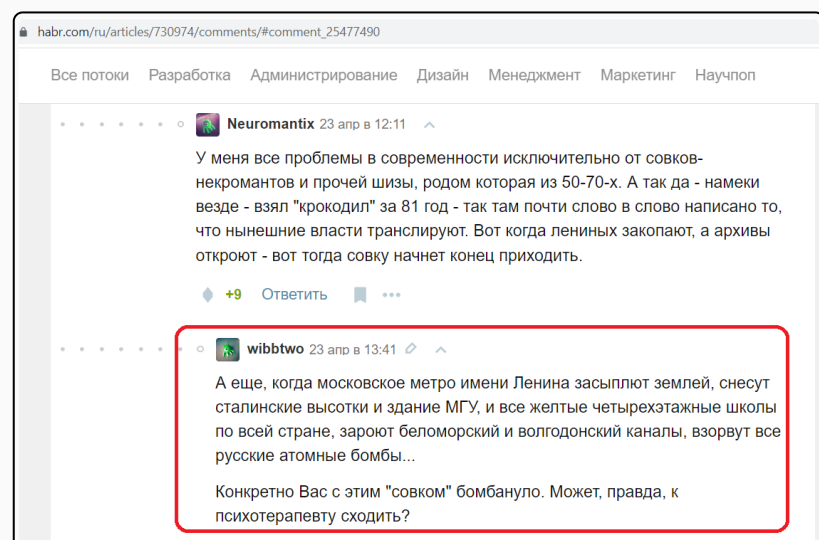 habr.com/ru/articles/730974/comments/#comment_25477490
Все потоки Разработка Администрирование Дизайн Менеджмент Маркетинг Научпоп
Neuromantix 23 апр в 12:11
У меня все проблемы в современности исключительно от совков-
некромантов и прочей шизы, родом которая из 50-70-х. А так да - намеки
везде - взял "крокодил" за 81 год - так там почти слово в слово написано то,
что нынешние власти транслируют. Вот когда лениных закопают, а архивы
откроют - вот тогда совку начнет конец приходить.
+9 Ответить
wibbtwo 23 апр в 13:41
А еще, когда московское метро имени Ленина засыплют землей, снесут
сталинские высотки и здание МГУ, и все желтые четырехэтажные школы
по всей стране, зароют беломорский и волгодонский каналы, взорвут все
русские атомные бомбы...
Конкретно Вас с этим "совком" бомбануло. Может, правда, к
психотерапевту сходить?